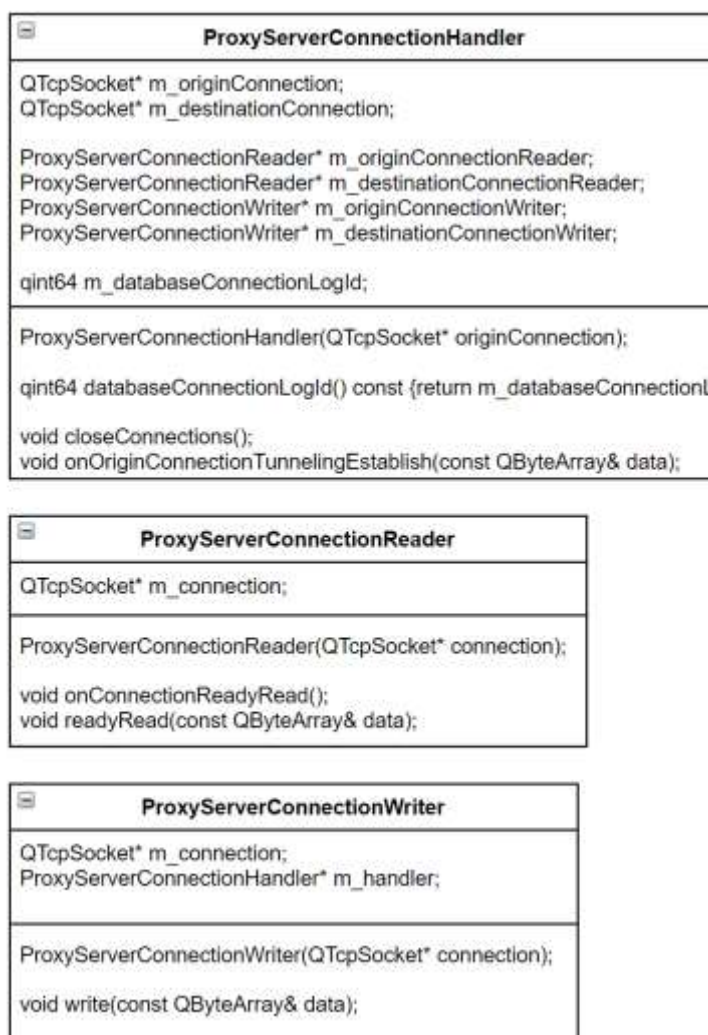 ProxyServerConnectionHandler
QTcpSocket* m_originConnection;
QTcpSocket* m_destinationConnection;
ProxyServerConnectionReader* m_originConnectionReader;
ProxyServerConnectionReader* m_destinationConnectionReader;
ProxyServerConnectionWriter* m_originConnectionWriter;
ProxyServerConnectionWriter* m_destinationConnectionWriter;
qint64 m_databaseConnectionLogId;
ProxyServerConnectionHandler(QTcpSocket* originConnection);
qint64 databaseConnectionLogId() const {return m_databaseConnectionL
void closeConnections();
void onOriginConnectionTunnelingEstablish(const QByteArray& data);
ProxyServerConnectionReader
QTcpSocket* m_connection;
ProxyServerConnectionReader(QTcpSocket* connection);
void onConnectionReadyRead();
void readyRead(const QByteArray& data);
ProxyServerConnectionWriter
QTcpSocket* m_connection;
ProxyServerConnectionHandler* m_handler;
ProxyServerConnectionWriter(QTcpSocket* connection);
void write(const QByteArray& data);